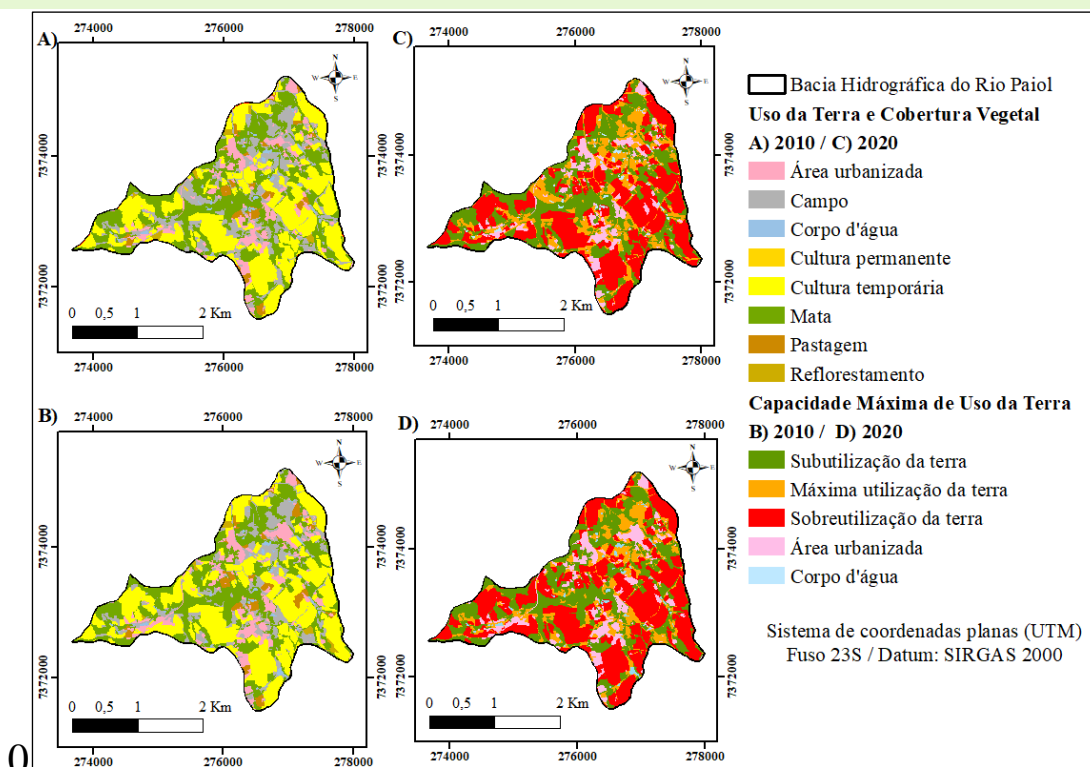 A)
274000 276000 278000
N
W E
S
7374000
7372000
0 0,5 1 2 Km
274000 276000 278000
C)
274000 276000 278000
N
W E
S
7374000
7374000
7372000
7372000
0 0,5 1 2 Km
274000 276000 278000
B)
274000 276000 278000
N
W E
S
7374000
7372000
0 0,5 1 2 Km
274000 276000 278000
D)
274000 276000 278000
N
W E
S
7374000
7374000
7372000
7372000
0 0,5 1 2 Km
274000 276000 278000
Bacia Hidrográfica do Rio Paiol
Uso da Terra e Cobertura Vegetal
A) 2010 / C) 2020
Área urbanizada
Campo
Corpo d'água
Cultura permanente
Cultura temporária
Mata
Pastagem
Reflorestamento
Capacidade Máxima de Uso da Terra
B) 2010 / D) 2020
Subutilização da terra
Máxima utilização da terra
Sobreutilização da terra
Área urbanizada
Corpo d'água
Sistema de coordenadas planas (UTM)
Fuso 23S / Datum: SIRGAS 2000
0